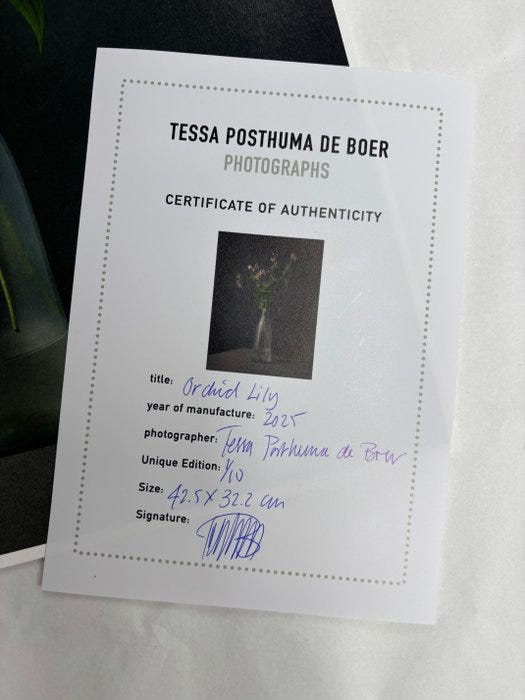 TESSA POSTHUMA DE BOER
PHOTOGRAPHS
CERTIFICATE OF AUTHENTICITY
title: Orchid Lily
year of manufacture: 2025
photographer: Tessa Posthuma de Boer
Unique Edition: 1/10
Size: 42.5 X 32.2 cm
Signature: